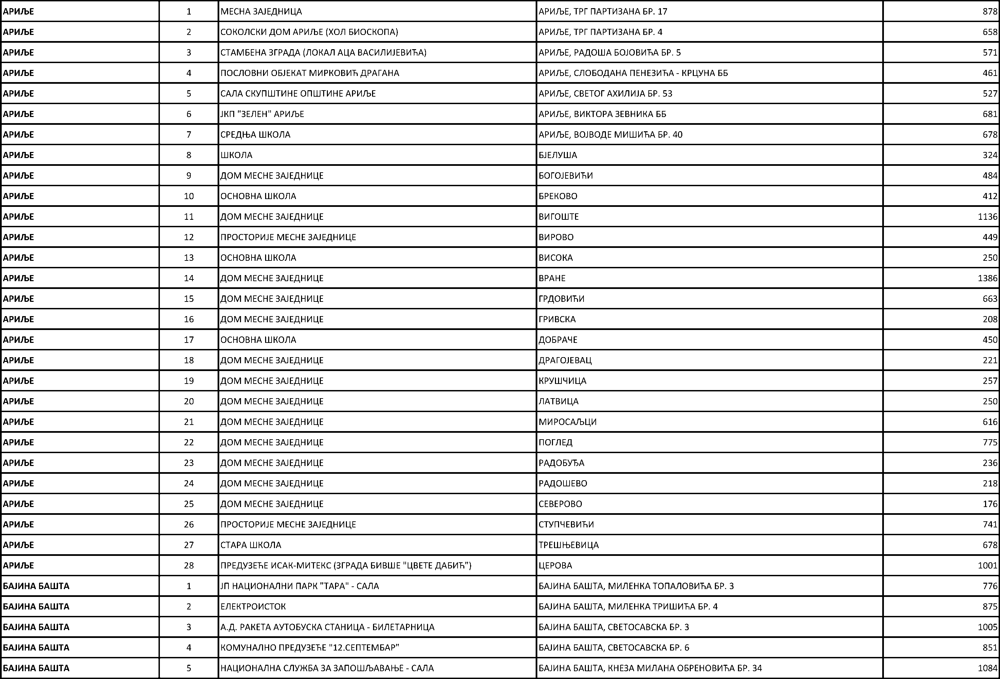 АРИЉЕ 1 МЕСНА ЗАЈЕДНИЦА АРИЉЕ, ТРГ ПАРТИЗАНА БР. 17 878
АРИЉЕ 2 СОКОЛСКИ ДОМ АРИЉЕ (ХОЛ БИОСКОПА) АРИЉЕ, ТРГ ПАРТИЗАНА БР. 4 658
АРИЉЕ 3 СТАМБЕНА ЗГРАДА (ЛОКАЛ АЦА ВАСИЛИЈЕВИЋА) АРИЉЕ, РАДОША БОЈОВИЋА БР. 5 571
АРИЉЕ 4 ПОСЛОВНИ ОБЈЕКАТ МИРКОВИЋ ДРАГАНА АРИЉЕ, СЛОБОДАНА ПЕНЕЗИЋА - КРЦУНА ББ 461
АРИЉЕ 5 САЛА СКУПШТИНЕ ОПШТИНЕ АРИЉЕ АРИЉЕ, СВЕТОГ АХИЛИЈА БР. 53 527
АРИЉЕ 6 ЈКП "ЗЕЛЕН" АРИЉЕ АРИЉЕ, ВИКТОРА ЗЕВНИКА ББ 681
АРИЉЕ 7 СРЕДЊА ШКОЛА АРИЉЕ, ВОЈВОДЕ МИШИЋА БР. 40 678
АРИЉЕ 8 ШКОЛА БЈЕЛУША 324
АРИЉЕ 9 ДОМ МЕСНЕ ЗАЈЕДНИЦЕ БОГОЈЕВИЋИ 484
АРИЉЕ 10 ОСНОВНА ШКОЛА БРЕКОВО 412
АРИЉЕ 11 ДОМ МЕСНЕ ЗАЈЕДНИЦЕ ВИГОШТЕ 1136
АРИЉЕ 12 ПРОСТОРИЈЕ МЕСНЕ ЗАЈЕДНИЦЕ ВИРОВО 449
АРИЉЕ 13 ОСНОВНА ШКОЛА ВИСОКА 250
АРИЉЕ 14 ДОМ МЕСНЕ ЗАЈЕДНИЦЕ ВРАНЕ 1386
АРИЉЕ 15 ДОМ МЕСНЕ ЗАЈЕДНИЦЕ ГРДОВИЋИ 663
АРИЉЕ 16 ДОМ МЕСНЕ ЗАЈЕДНИЦЕ ГРИВСКА 208
АРИЉЕ 17 ОСНОВНА ШКОЛА ДОБРАЧЕ 450
АРИЉЕ 18 ДОМ МЕСНЕ ЗАЈЕДНИЦЕ ДРАГОЈЕВАЦ 221
АРИЉЕ 19 ДОМ МЕСНЕ ЗАЈЕДНИЦЕ КРУШЧИЦА 257
АРИЉЕ 20 ДОМ МЕСНЕ ЗАЈЕДНИЦЕ ЛАТВИЦА 250
АРИЉЕ 21 ДОМ МЕСНЕ ЗАЈЕДНИЦЕ МИРОСАЉЦИ 616
АРИЉЕ 22 ДОМ МЕСНЕ ЗАЈЕДНИЦЕ ПОГЛЕД 775
АРИЉЕ 23 ДОМ МЕСНЕ ЗАЈЕДНИЦЕ РАДОБУЂА 236
АРИЉЕ 24 ДОМ МЕСНЕ ЗАЈЕДНИЦЕ РАДОШЕВО 218
АРИЉЕ 25 ДОМ МЕСНЕ ЗАЈЕДНИЦЕ СЕВЕРОВО 176
АРИЉЕ 26 ПРОСТОРИЈЕ МЕСНЕ ЗАЈЕДНИЦЕ СТУПЧЕВИЋИ 741
АРИЉЕ 27 СТАРА ШКОЛА ТРЕШЊЕВИЦА 678
АРИЉЕ 28 ПРЕДУЗЕЋЕ ИСАК-МИТЕКС (ЗГРАДА БИВШЕ "ЦВЕТЕ ДАБИЋ") ЦЕРОВА 1001
БАЈИНА БАШТА 1 ЈП НАЦИОНАЛНИ ПАРК "ТАРА" - САЛА БАЈИНА БАШТА, МИЛЕНКА ТОПАЛОВИЋА БР. 3 776
БАЈИНА БАШТА 2 ЕЛЕКТРОИСТОК БАЈИНА БАШТА, МИЛЕНКА ТРИШИЋА БР. 4 875
БАЈИНА БАШТА 3 А.Д. РАКЕТА АУТОБУСКА СТАНИЦА - БИЛЕТАРНИЦА БАЈИНА БАШТА, СВЕТОСАВСКА БР. 3 1005
БАЈИНА БАШТА 4 КОМУНАЛНО ПРЕДУЗЕЋЕ "12.СЕПТЕМБАР" БАЈИНА БАШТА, СВЕТОСАВСКА БР. 6 851
БАЈИНА БАШТА 5 НАЦИОНАЛНА СЛУЖБА ЗА ЗАПОШЉАВАЊЕ - САЛА БАЈИНА БАШТА, КНЕЗА МИЛАНА ОБРЕНОВИЋА БР. 34 1084